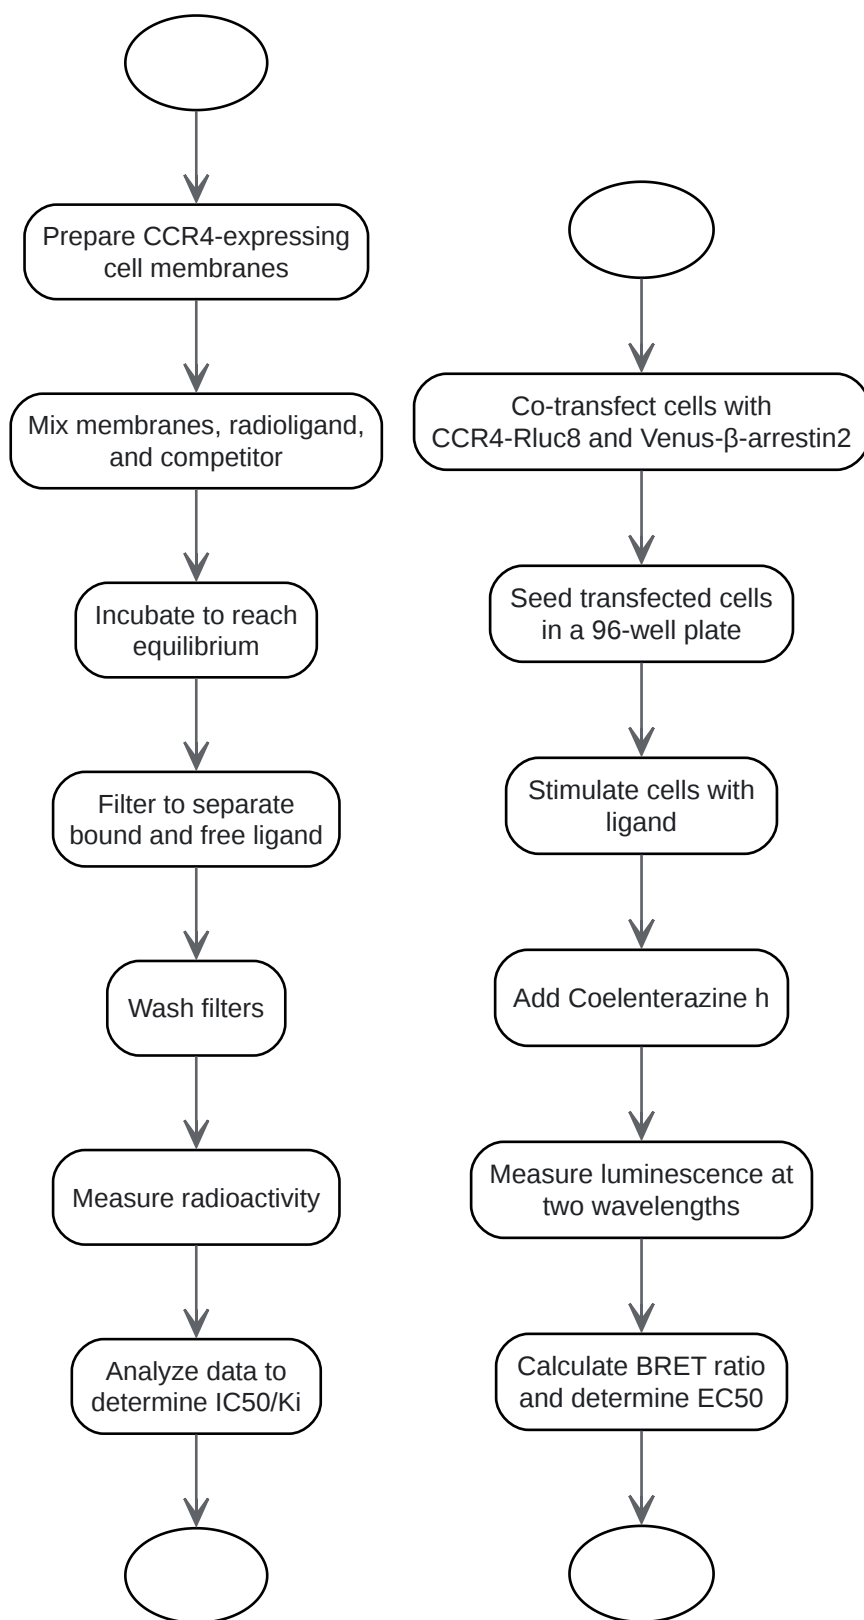 Prepare CCR4-expressing
cell membranes
Mix membranes, radioligand,
and competitor
Incubate to reach
equilibrium
Filter to separate
bound and free ligand
Wash filters
Measure radioactivity
Analyze data to
determine IC50/Ki
Co-transfect cells with
CCR4-Rluc8 and Venus-β-arrestin2
Seed transfected cells
in a 96-well plate
Stimulate cells with
ligand
Add Coelenterazine h
Measure luminescence at
two wavelengths
Calculate BRET ratio
and determine EC50